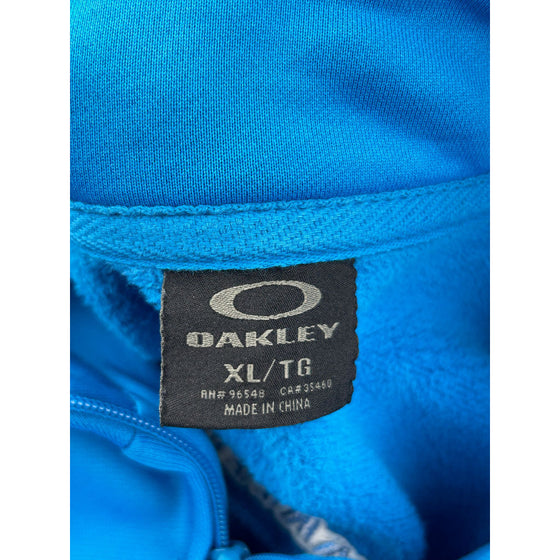 OAKLEY
XL/TG
RN# 96548 CA# 35460
MADE IN CHINA